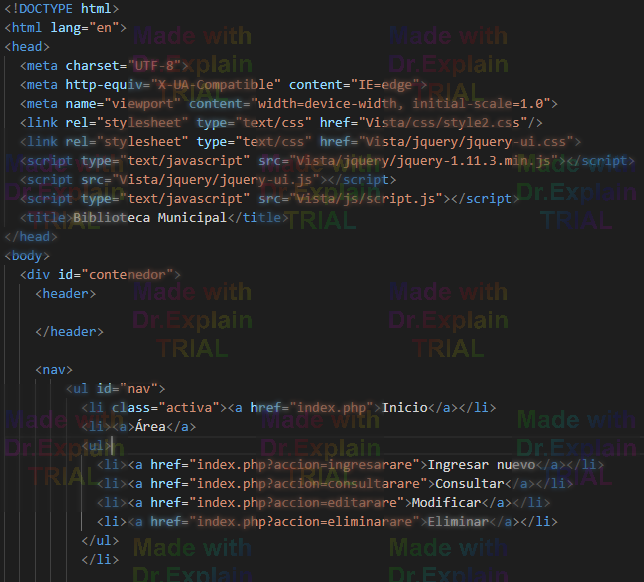 <!DOCTYPE html>
<html lang="en">
<head>
<meta charset="UTF-8">
<meta http-equiv="X-UA-Compatible" content="IE=edge">
<meta name="viewport" content="width=device-width, initial-scale=1.0">
<link rel="stylesheet" type="text/css" href="Vista/css/style2.css"/>
<link rel="stylesheet" type="text/css" href="Vista/jquery/jquery-ui.css">
<script type="text/javascript" src="Vista/jquery/jquery-1.11.3.min.js"></script>
<script src="Vista/jquery/jquery-ui.js"></script>
<script type="text/javascript" src="Vista/js/script.js"></script>
<title>Biblioteca Municipal</title>
</head>
<body>
<div id="contenedor">
<header>
</header>
<nav>
<ul id="nav">
<li class="activa"><a href="index.php">Inicio</a></li>
<li><a>Área</a>
<ul>
<li><a href="index.php?accion=ingresarare">Ingresar nuevo</a></li>
<li><a href="index.php?accion=consultarare">Consultar</a></li>
<li><a href="index.php?accion=editarare">Modificar</a></li>
<li><a href="index.php?accion=eliminarare">Eliminar</a></li>
</ul>
</li>
Made with Dr.Explain TRIAL
Made with Dr.Explain TRIAL
Made with Dr.Explain TRIAL
Made with Dr.Explain TRIAL
Made with Dr.Explain TRIAL
Made with Dr.Explain TRIAL
Made with Dr.Explain TRIAL
Made with Dr.Explain TRIAL
Made with Dr.Explain TRIAL
Made with Dr.Explain TRIAL
Made with Dr.Explain
Made with Dr.Explain